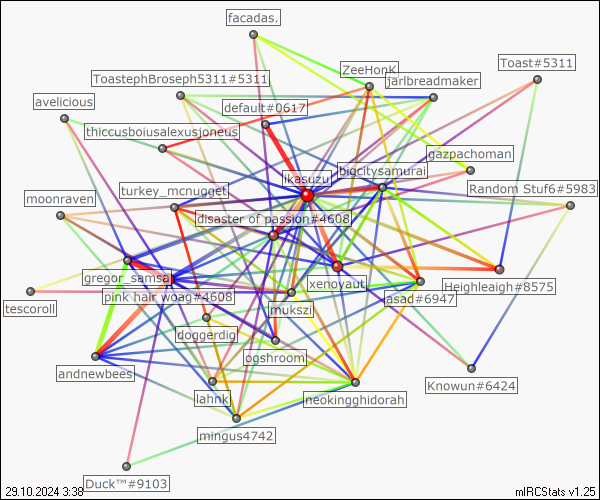 facadas.
Toast#5311
ZeeHonK
ToastephBroseph5311#5311
jarlbreadmaker
avelicious
default#0617
thiccusboiusalexusjoneus
gazpachoman
bigcitysamurai
ikasuzu
Random Stuf6#5983
turkey_mcnugget
moonraven
disaster of passion#4608
gregor_samsa
xenoyaut
Heighleaigh#8575
pink hair woag#4608
asad#6947
tescoroll
mukszi
doggerdig
ogshroom
andnewbees
Knowun#6424
lahnk
neokingghidorah
mingus4742
Duck™#9103
29.10.2024 3:38
mIRCStats v1.25